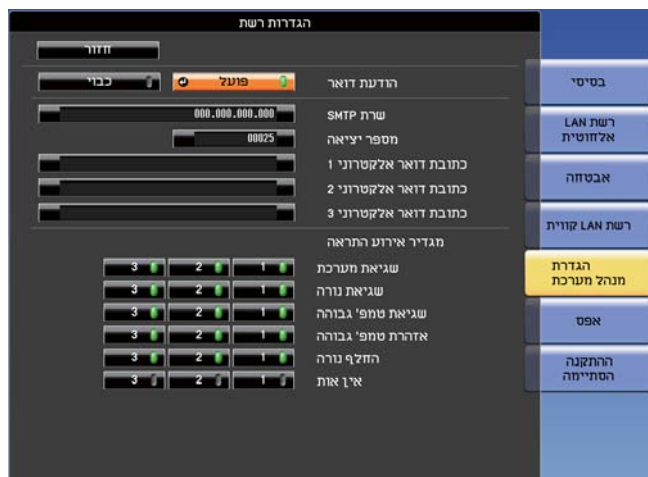 הגדרות רשת
חזור
הודעת דואר פועל כבוי
שרת SMTP 000.000.000.000
מספר יציאה 00025
כתובת דואר אלקטרוני 1
כתובת דואר אלקטרוני 2
כתובת דואר אלקטרוני 3
מגדיר אירוע התראה
שגיאת מערכת 1 2 3
שגיאת נורה 1 2 3
שגיאת טמפ' גבוהה 1 2 3
אזהרת טמפ' גבוהה 1 2 3
החלף נורה 1 2 3
אין אות 1 2 3
בסיסי
רשת LAN
אלחוטית
אבטחה
רשת LAN קווית
הגדרת
מנהל מערכת
אפס
ההתקנה
הסתיימה